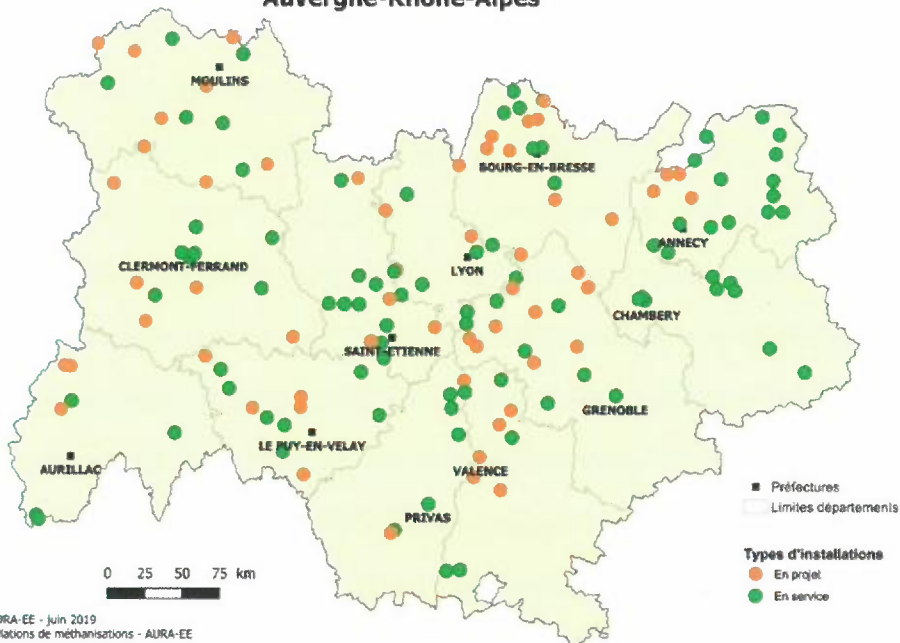 Auvergne-Rhône-Alpes
MOULINS
BOURG-EN-BRESSE
ANNECY
CLERMONT-FERRAND
LYON
CHAMBERY
SAINT-ETIENNE
GRENOBLE
LE PUY-EN-VELAY
AURILLAC
VALENCE
PRIVAS
Préfectures
Limites départements
Types d'installations
En projet
En service
0 25 50 75 km
- juin 2019
de méthanisations - AURA-EE